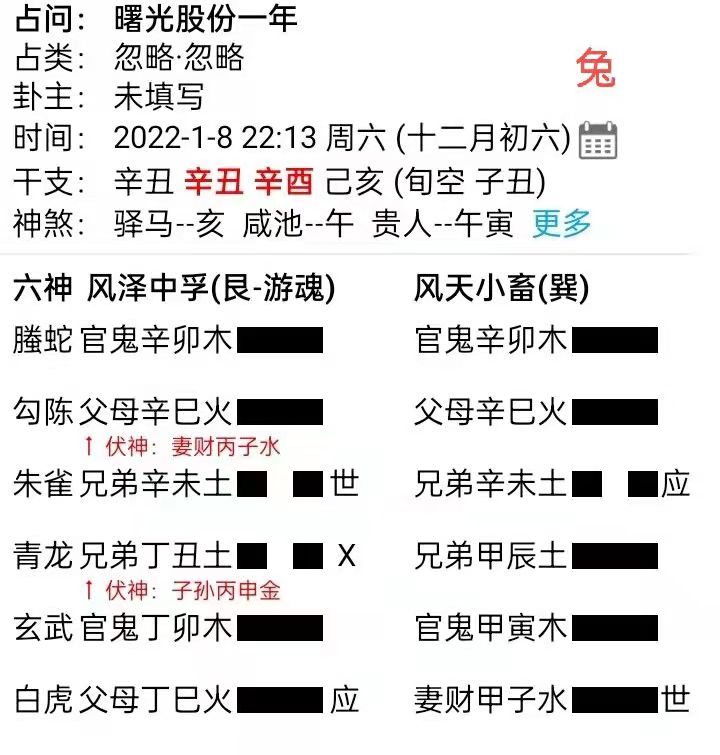 占问： 曙光股份一年
占类： 忽略·忽略
兔
卦主： 未填写
时间： 2022-1-8 22:13 周六 (十二月初六)
干支： 辛丑 辛丑 辛酉 己亥 (旬空 子丑)
神煞： 驿马--亥 咸池--午 贵人--午寅 更多
六神 风泽中孚(艮-游魂) 风天小畜(巽)
螣蛇 官鬼辛卯木 官鬼辛卯木
勾陈 父母辛巳火 父母辛巳火
↑ 伏神：妻财丙子水
朱雀 兄弟辛未土 世 兄弟辛未土 应
青龙 兄弟丁丑土 X 兄弟甲辰土
↑ 伏神：子孙丙申金
玄武 官鬼丁卯木 官鬼甲寅木
白虎 父母丁巳火 应 妻财甲子水 世